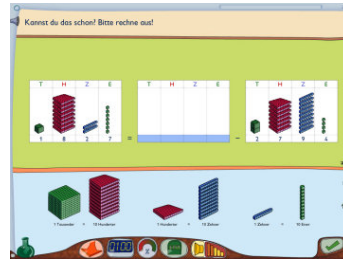 Kannst du das schon? Bitte rechne aus!
T H Z E T H Z E T H Z E
1 8 2 7 = - 2 7 9 4
1 Tausender = 10 Hunderter 1 Hunderter = 10 Zehner 1 Zehner = 10 Einer